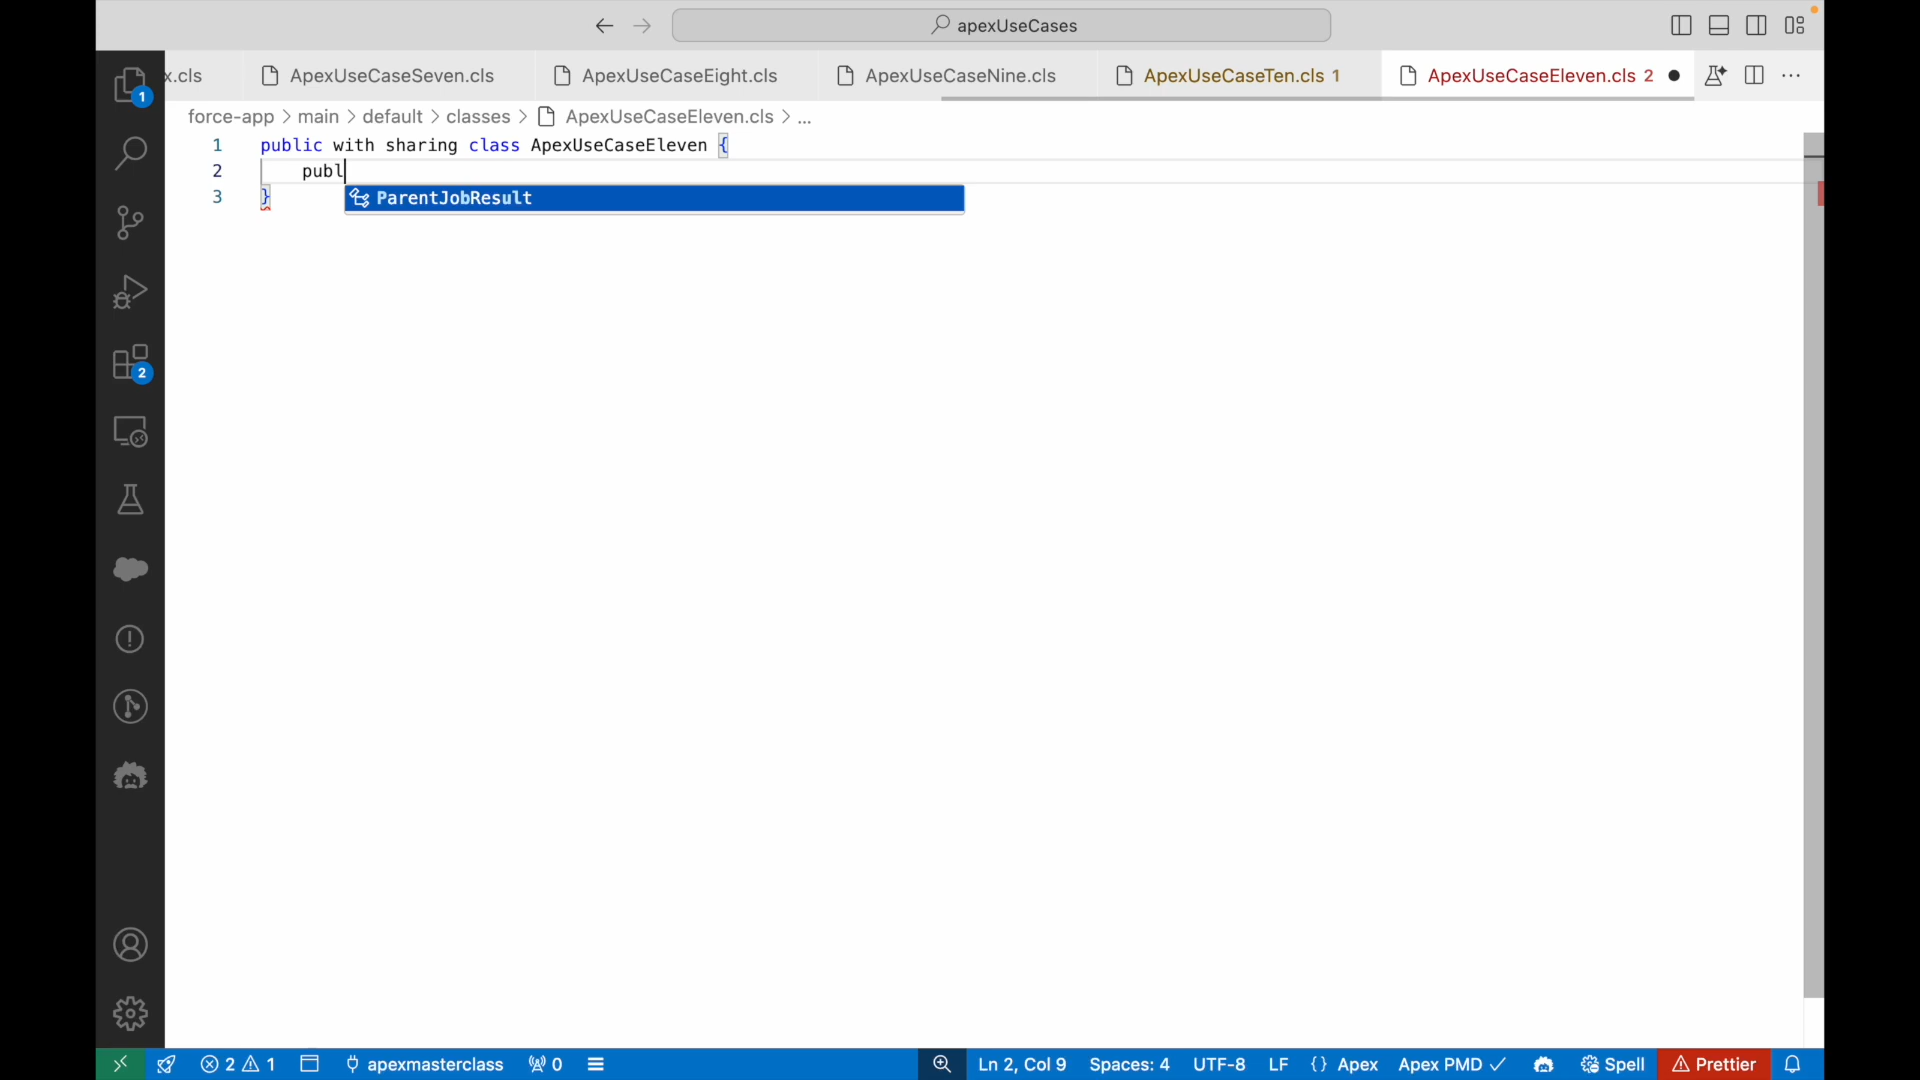 apexUseCases
x.cls ApexUseCaseSeven.cls ApexUseCaseEight.cls ApexUseCaseNine.cls ApexUseCaseTen.cls 1 ApexUseCaseEleven.cls 2
force-app > main > default > classes > ApexUseCaseEleven.cls > ...
1 public with sharing class ApexUseCaseEleven {
2 publ
ParentJobResult
3 }
1
2
2 1 apexmasterclass 0 Ln 2, Col 9 Spaces: 4 UTF-8 LF {} Apex Apex PMD Spell Prettier